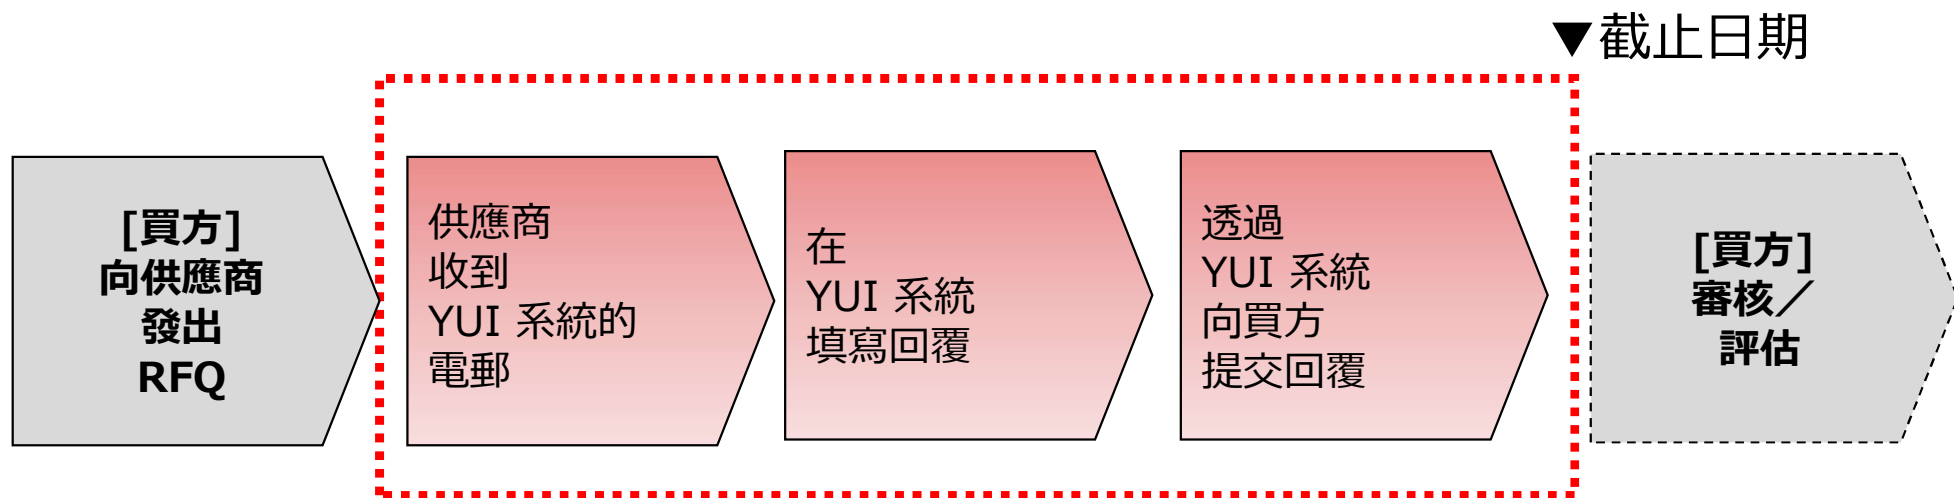 ▼截止日期
[買方]
向供應商
發出
RFQ
供應商
收到
YUI 系統的
電郵
在
YUI 系統
填寫回覆
透過
YUI 系統
向買方
提交回覆
[買方]
審核／
評估